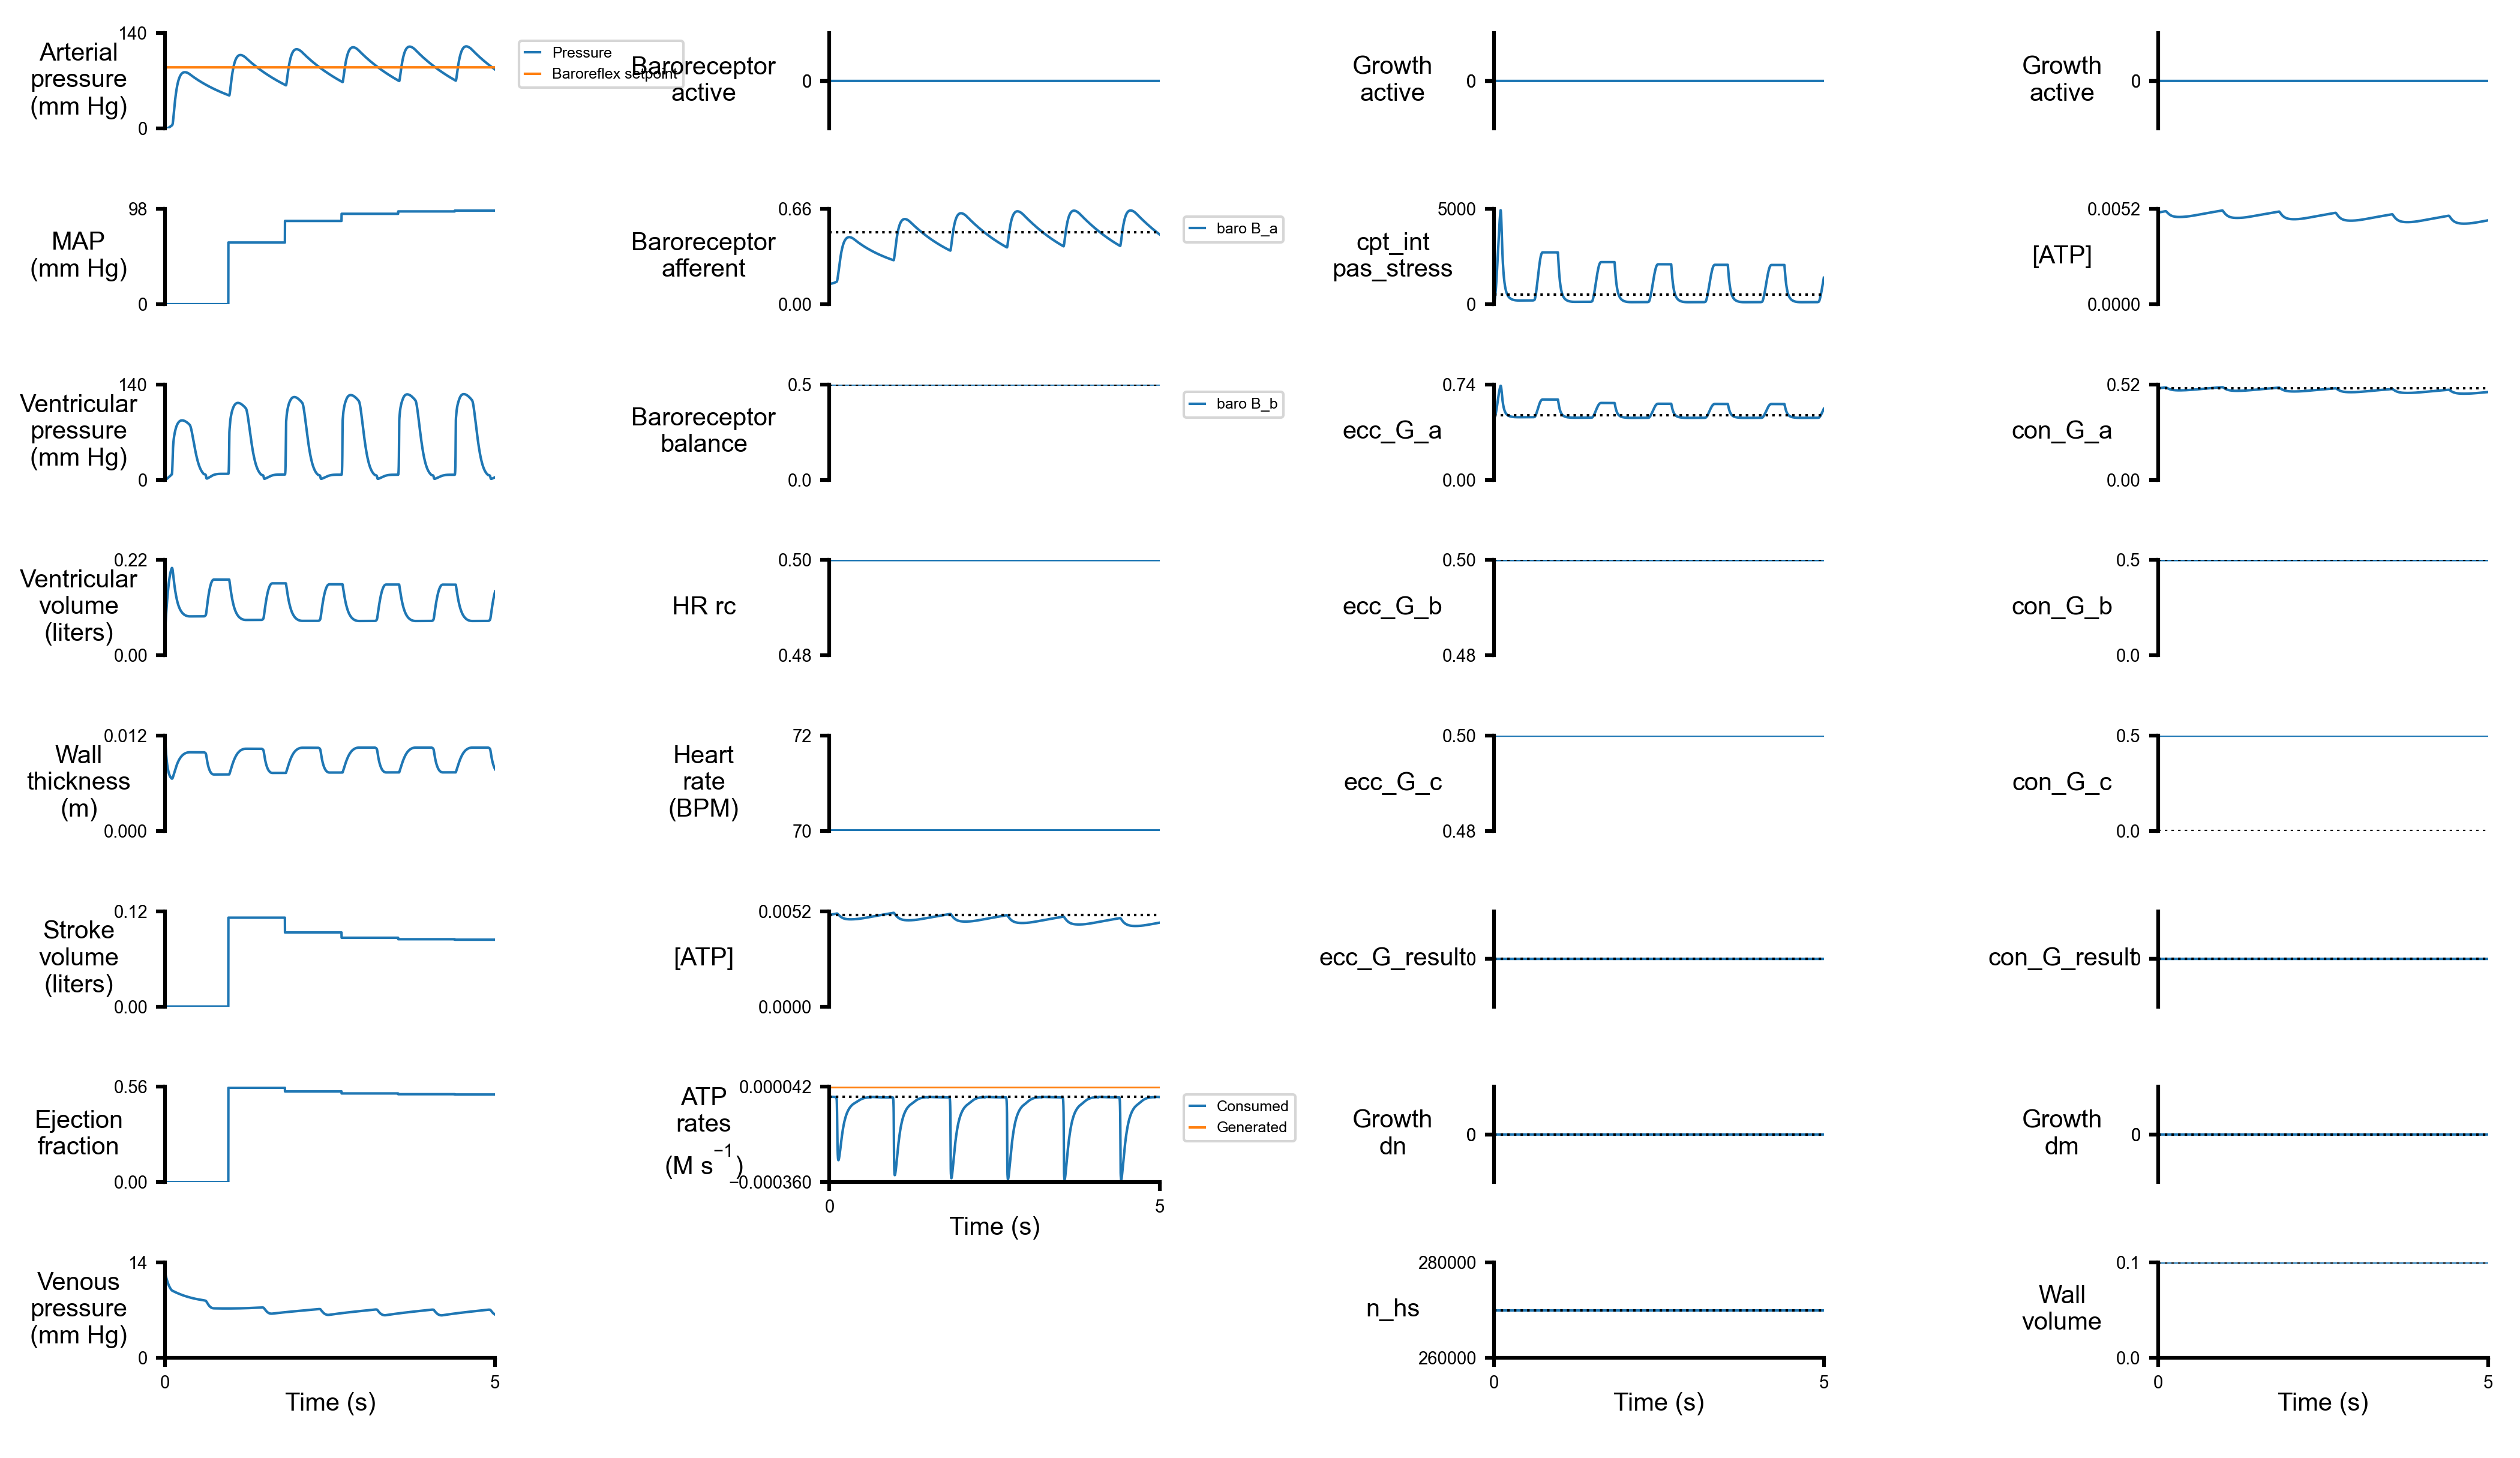 Arterial
pressure
(mm Hg)
140
0
Pressure
Baroreflex setpoint
MAP
(mm Hg)
98
0
Ventricular
pressure
(mm Hg)
140
0
Ventricular
volume
(liters)
0.22
0.00
Wall
thickness
(m)
0.012
0.000
Stroke
volume
(liters)
0.12
0.00
Ejection
fraction
0.56
0.00
Venous
pressure
(mm Hg)
14
0
0
5
Time (s)
Baroreceptor
active
0
Baroreceptor
afferent
0.66
0.00
baro B_a
Baroreceptor
balance
0.5
0.0
baro B_b
HR rc
0.50
0.48
Heart
rate
(BPM)
72
70
[ATP]
0.0052
0.0000
ATP
rates
(M s⁻¹)
0.000042
−0.000360
Consumed
Generated
0
5
Time (s)
Growth
active
0
cpt_int
pas_stress
5000
0
ecc_G_a
0.74
0.00
ecc_G_b
0.50
0.48
ecc_G_c
0.50
0.48
ecc_G_result
0
Growth
dn
0
n_hs
280000
260000
0
5
Time (s)
Growth
active
0
[ATP]
0.0052
0.0000
con_G_a
0.52
0.00
con_G_b
0.5
0.0
con_G_c
0.5
0.0
con_G_result
0
Growth
dm
0
Wall
volume
0.1
0.0
0
5
Time (s)